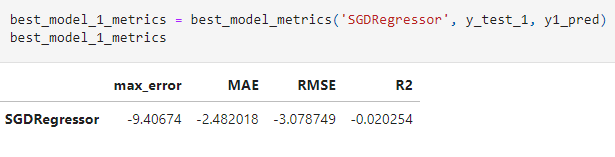 best_model_1_metrics = best_model_metrics('SGDRegressor', y_test_1, y1_pred)
best_model_1_metrics
max_error MAE RMSE R2
SGDRegressor -9.40674 -2.482018 -3.078749 -0.020254